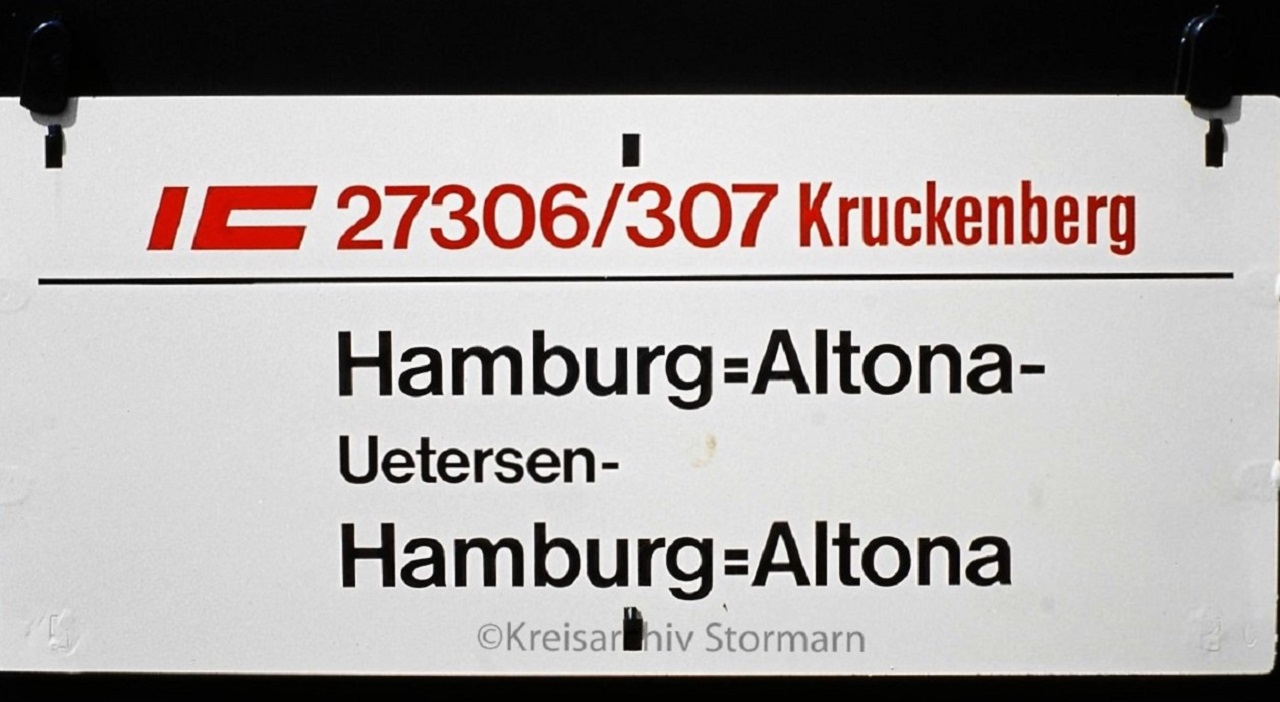 IC 27306/307 Kruckenberg
Hamburg=Altona-
Uetersen-
Hamburg=Altona
©Kreisarchiv Stormarn